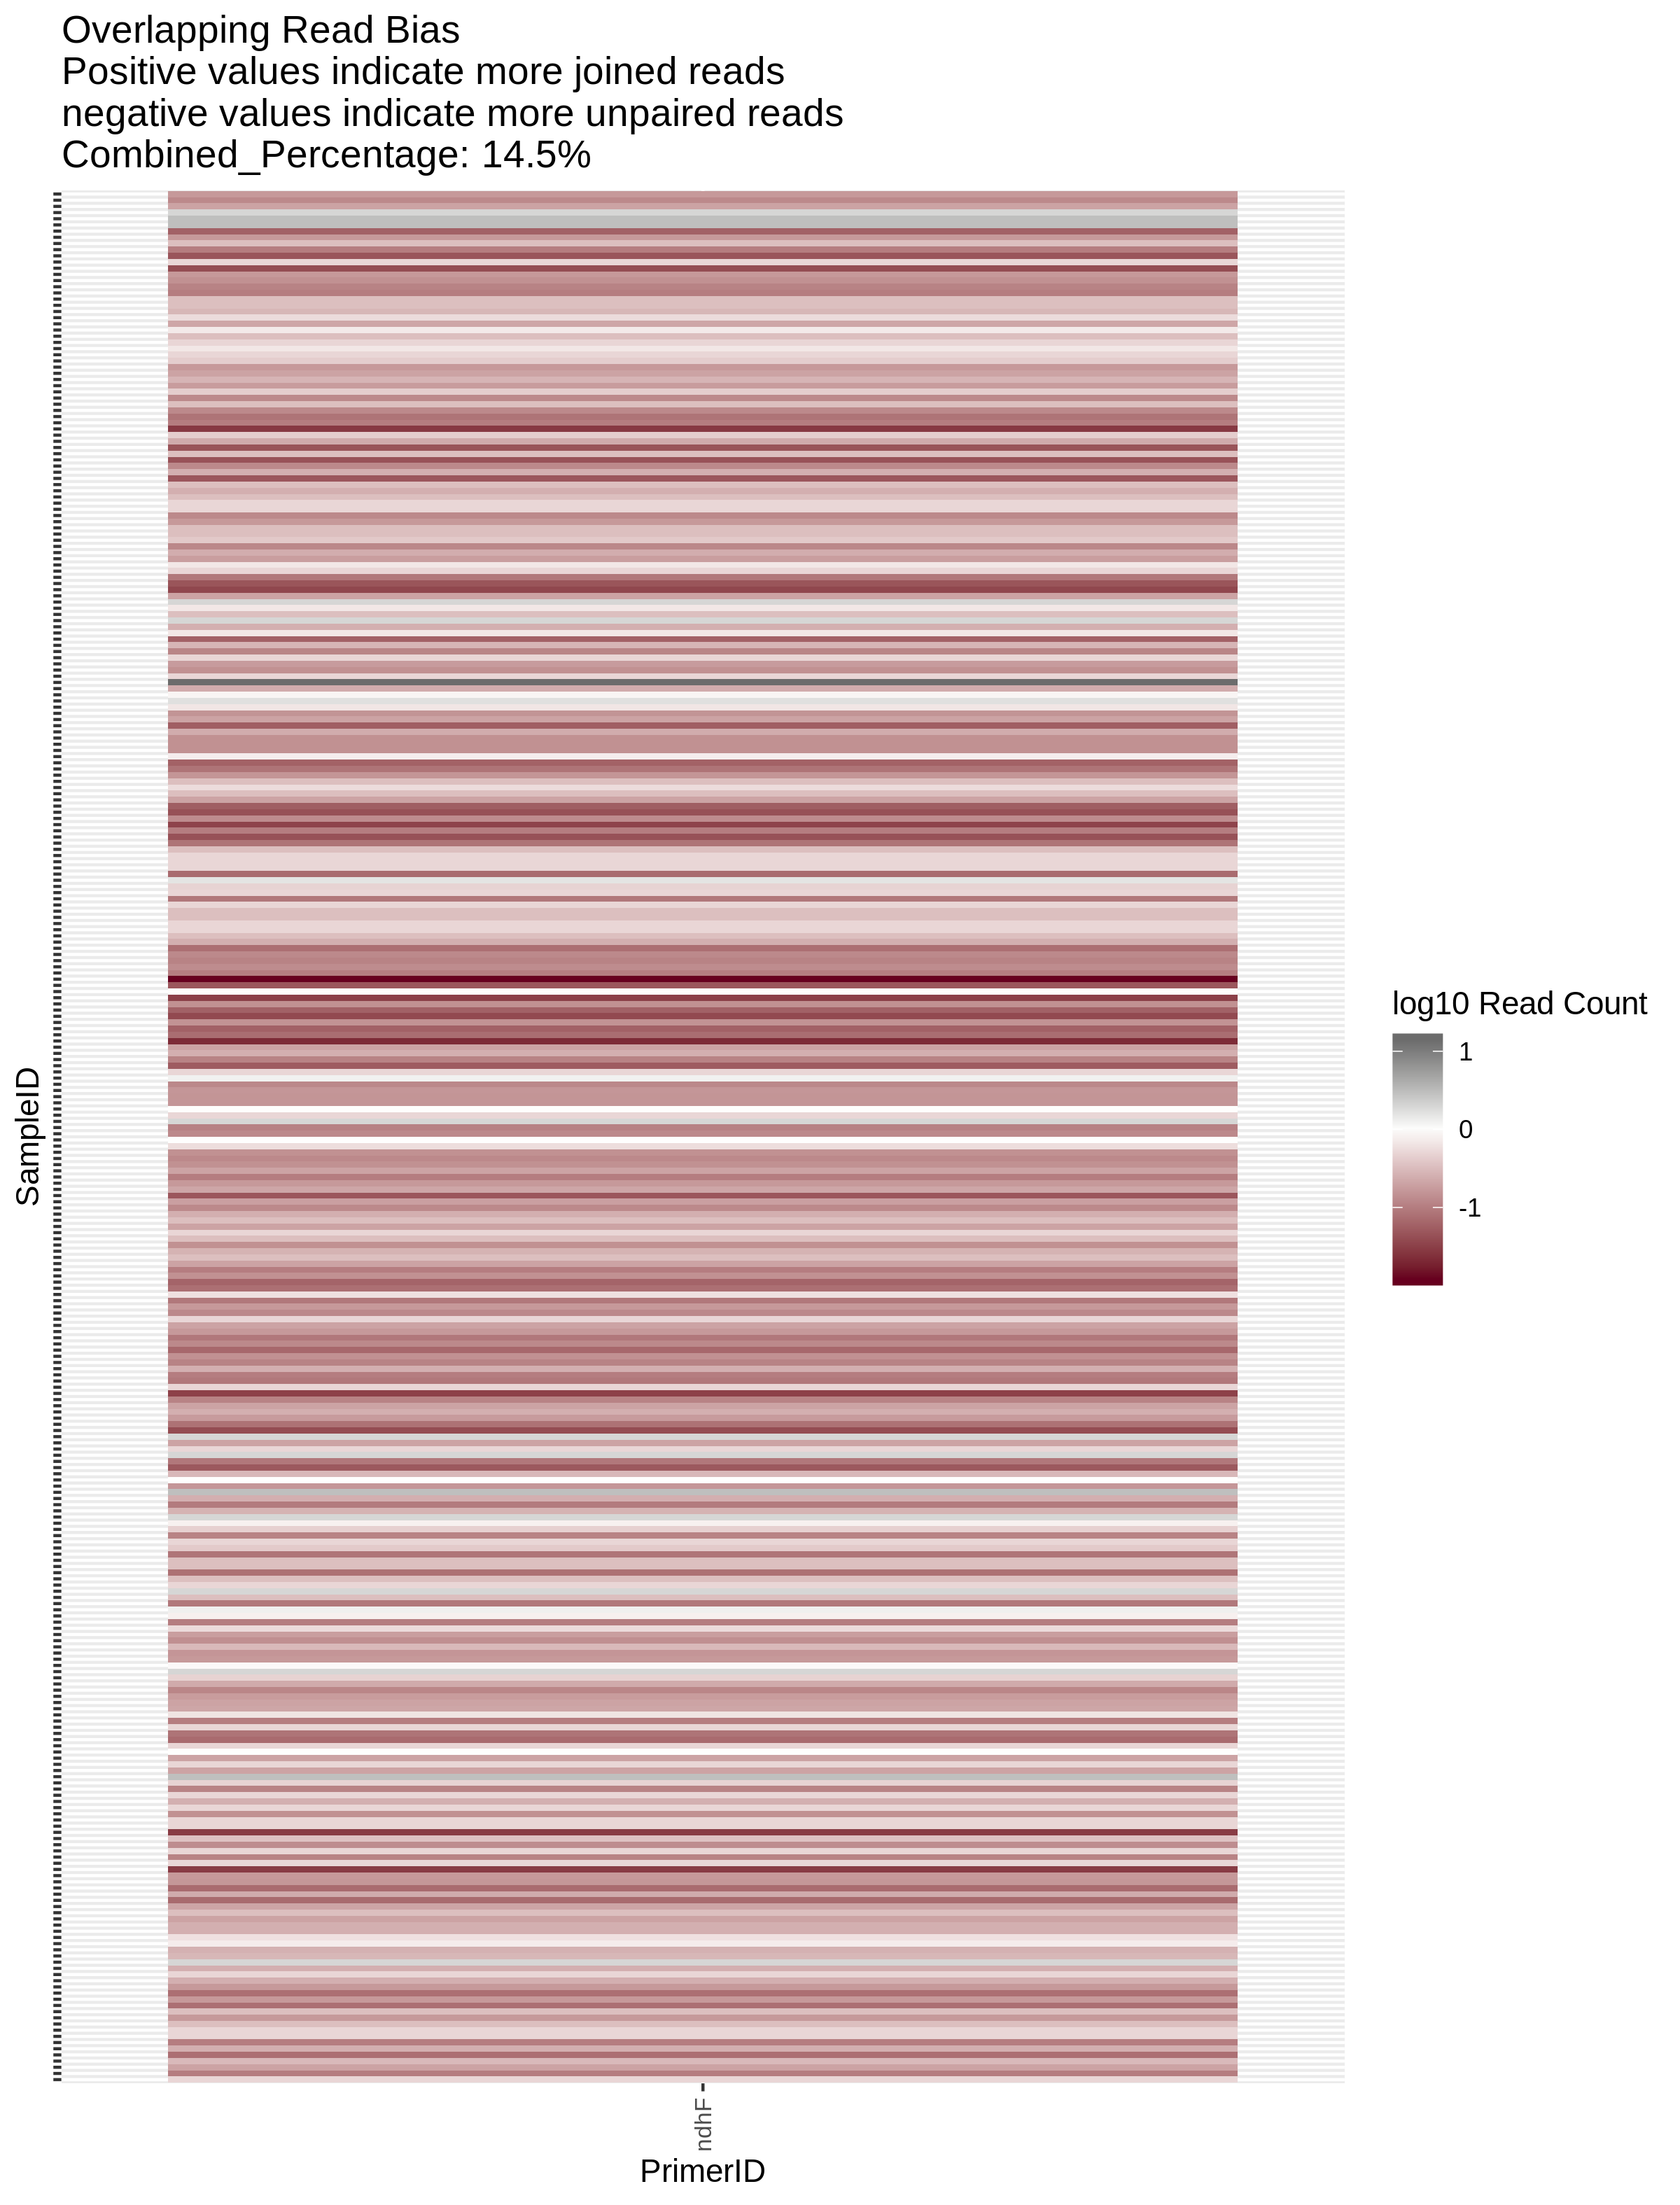 Overlapping Read Bias
Positive values indicate more joined reads
negative values indicate more unpaired reads
Combined_Percentage: 14.5%
SampleID
log10 Read Count
1
0
-1
ndhF
PrimerID